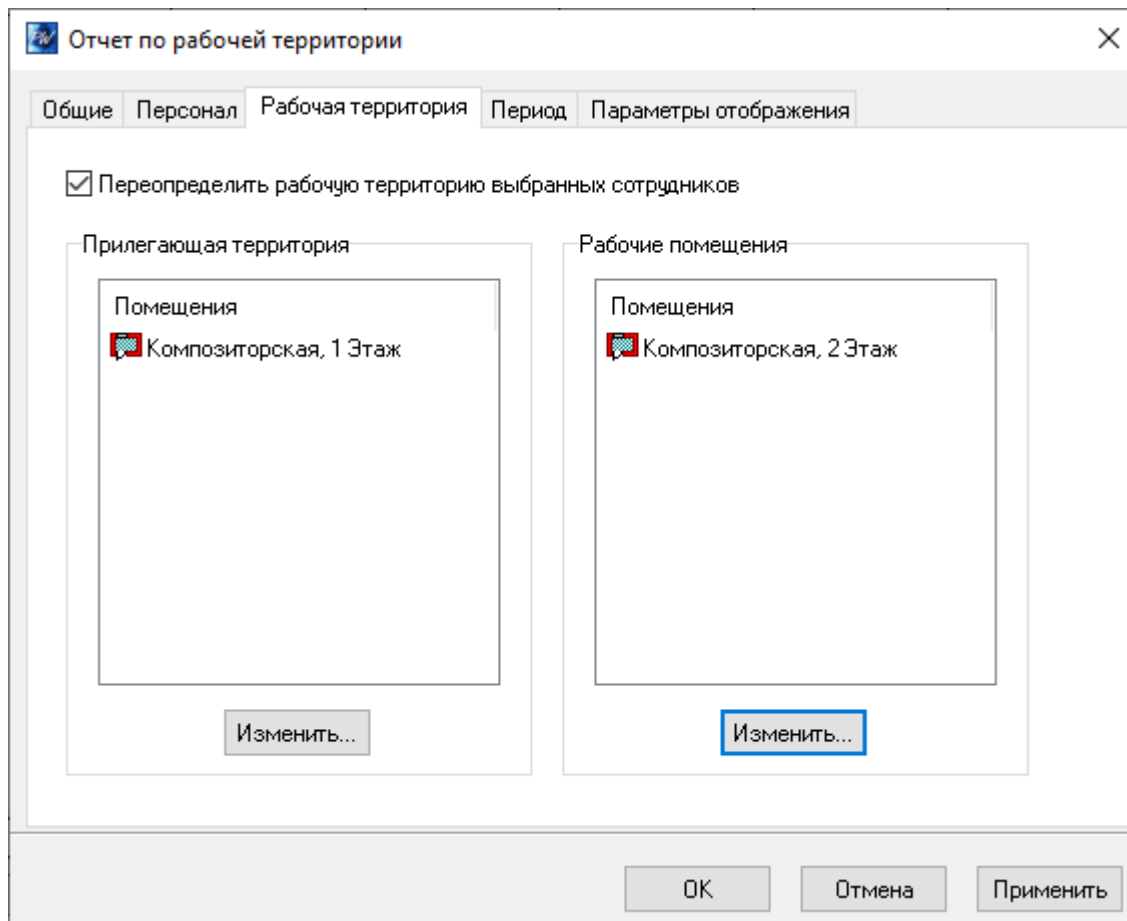 PW Отчет по рабочей территории
Общие Персонал Рабочая территория Период Параметры отображения
Переопределить рабочую территорию выбранных сотрудников
Прилегающая территория
Помещения
Композиторская, 1 Этаж
Изменить...
Рабочие помещения
Помещения
Композиторская, 2 Этаж
Изменить...
OK Отмена Применить